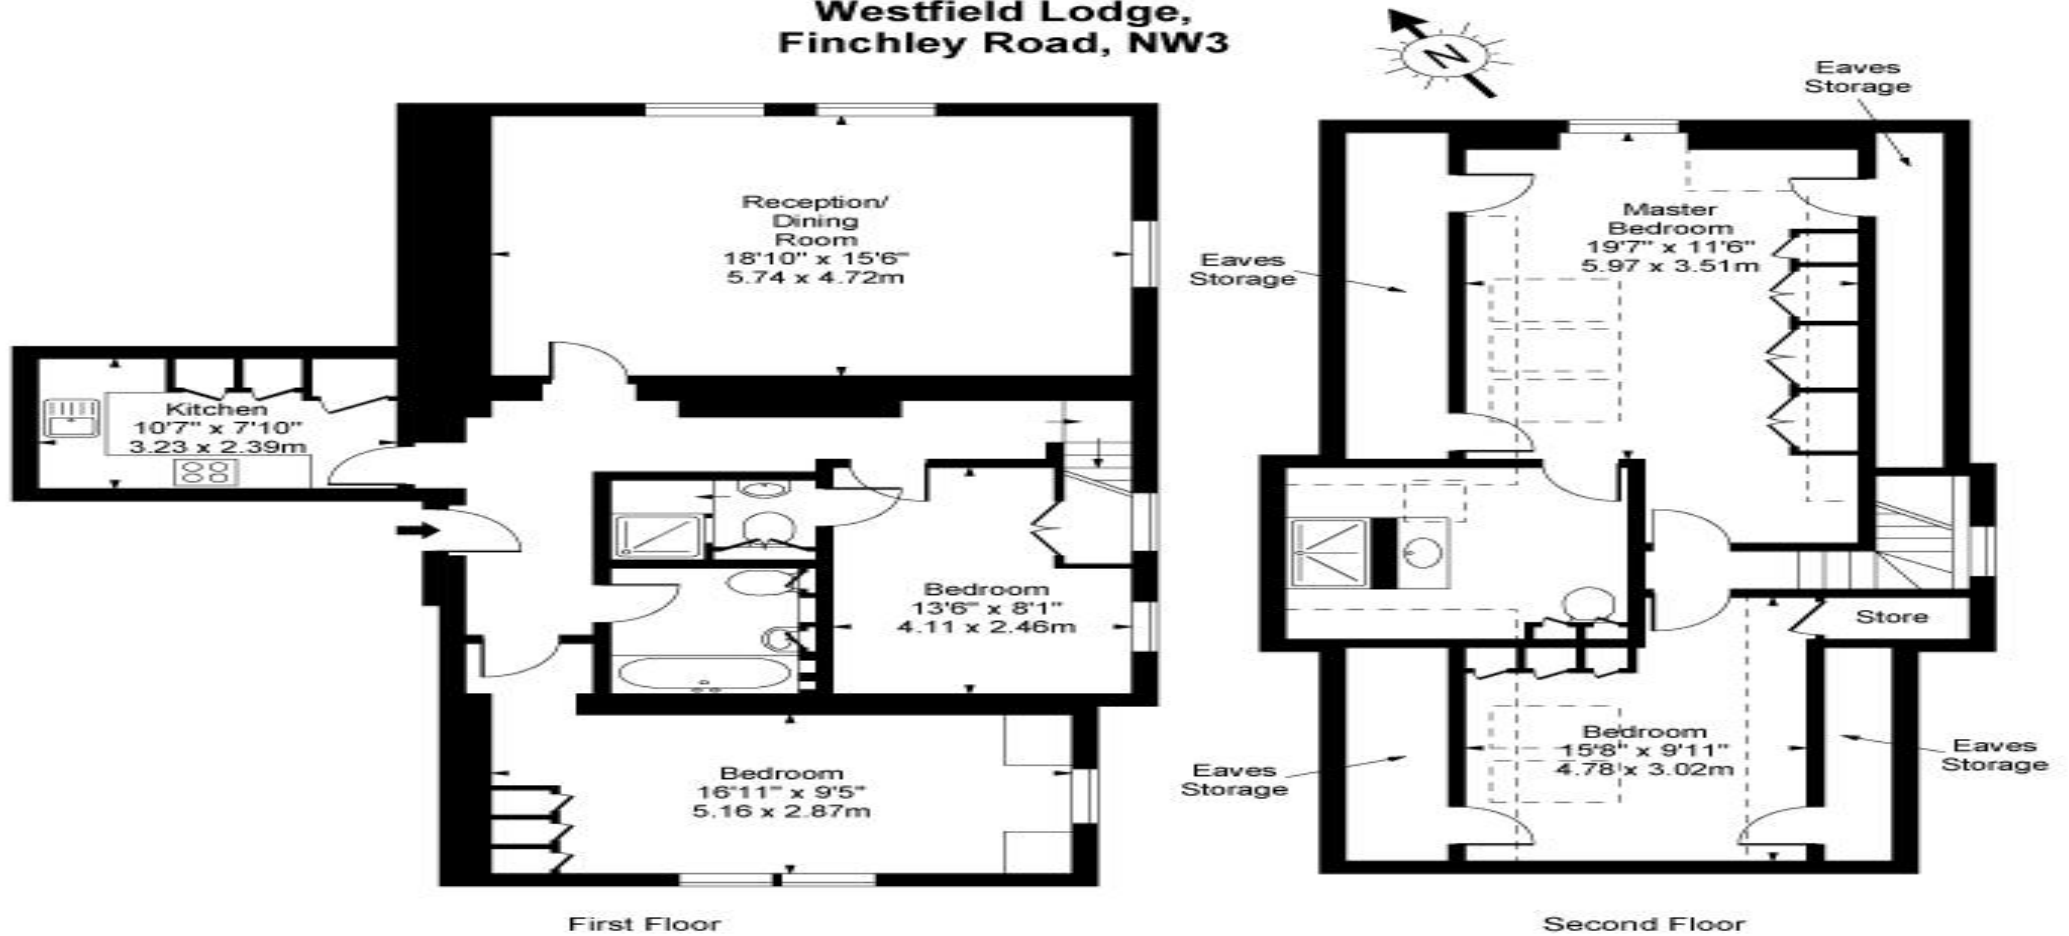 Westfield Lodge,
Finchley Road, NW3
N
Reception/
Dining
Room
18'10" x 15'6"
5.74 x 4.72m
Kitchen
10'7" x 7'10"
3.23 x 2.39m
Bedroom
13'6" x 8'1"
4.11 x 2.46m
Bedroom
16'11" x 9'5"
5.16 x 2.87m
First Floor
Eaves
Storage
Eaves
Storage
Master
Bedroom
19'7" x 11'6"
5.97 x 3.51m
Store
Bedroom
15'8" x 9'11"
4.78 x 3.02m
Eaves
Storage
Eaves
Storage
Second Floor